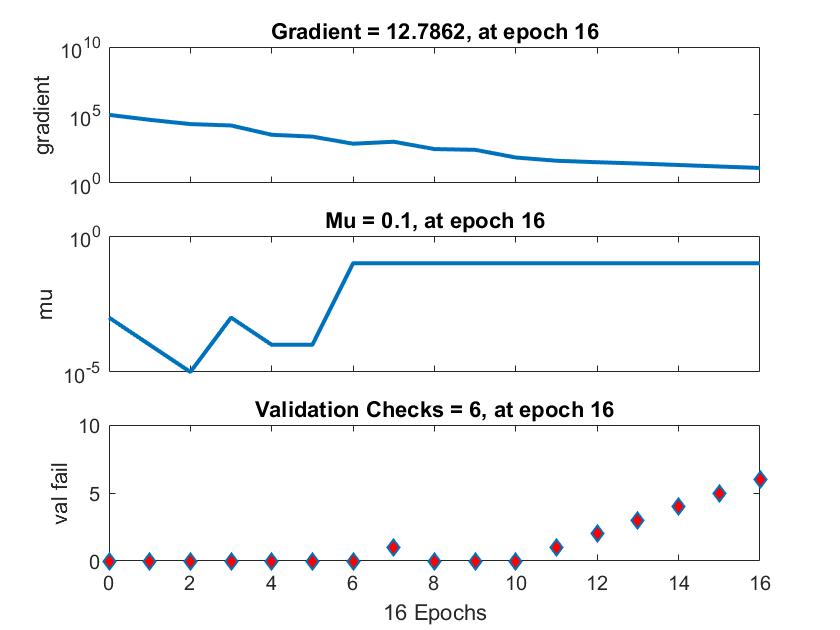 Gradient = 12.7862, at epoch 16
10^10
10^5
10^0
gradient
Mu = 0.1, at epoch 16
10^0
10^-5
mu
Validation Checks = 6, at epoch 16
10
5
0
val fail
0 2 4 6 8 10 12 14 16
16 Epochs